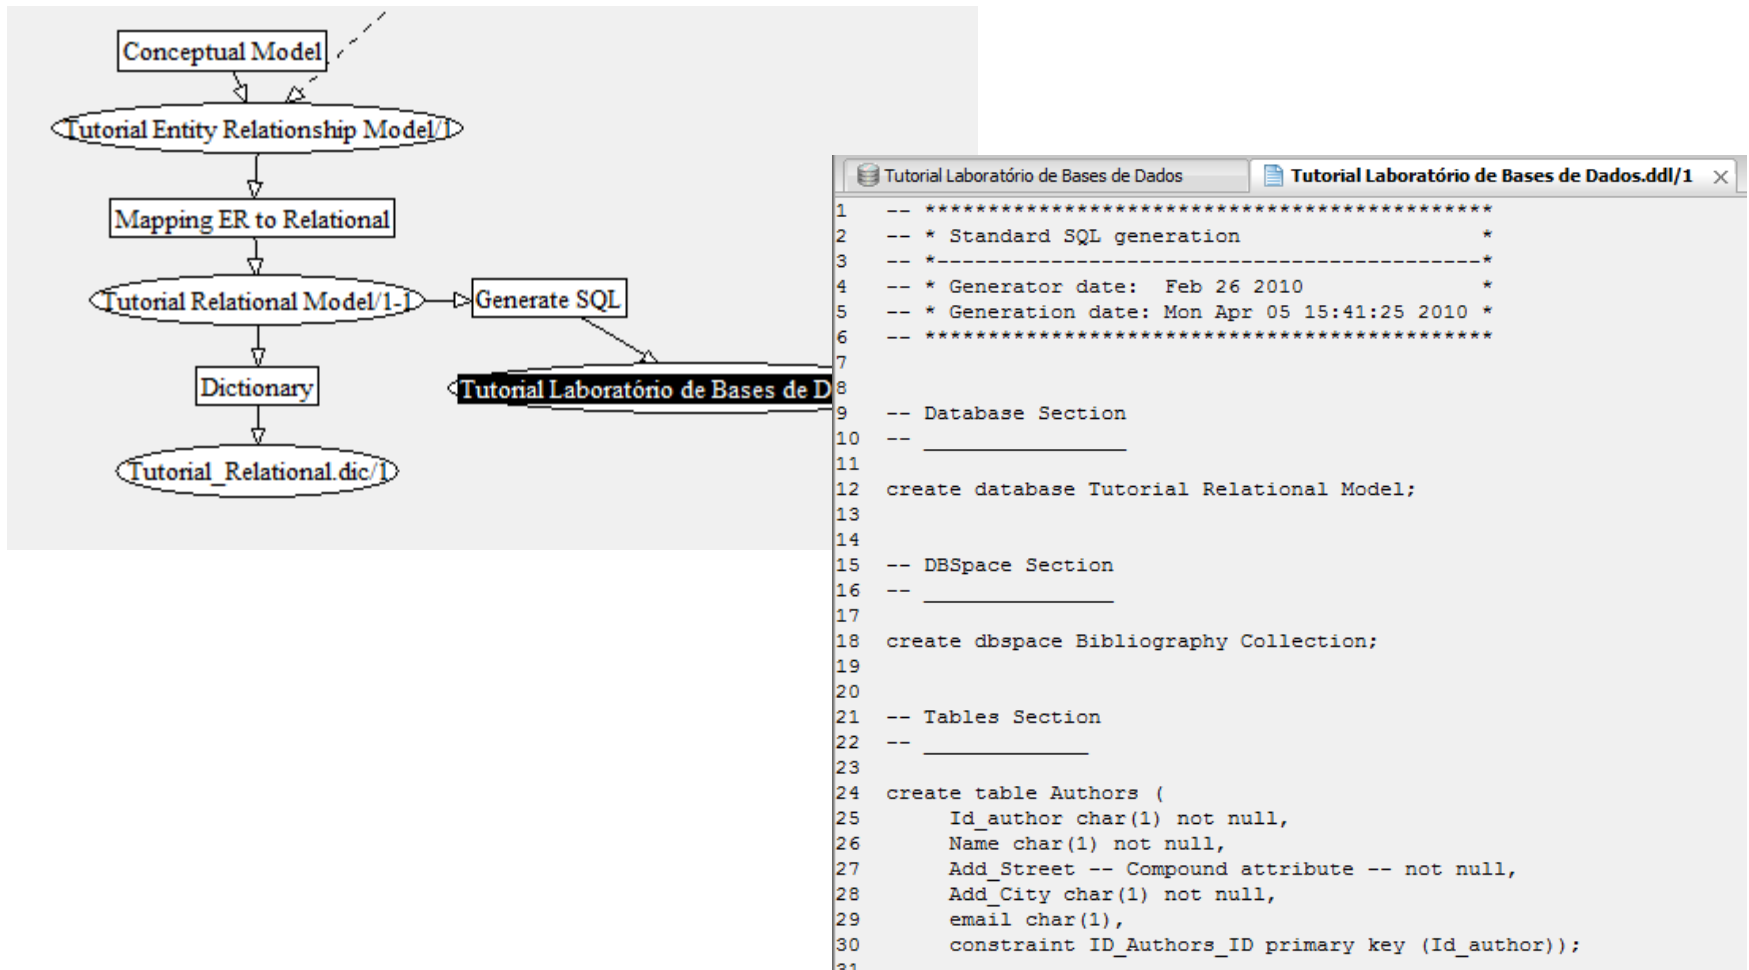 Conceptual Model
Tutorial Entity Relationship Model/1
Mapping ER to Relational
Tutorial Relational Model/1-1
Generate SQL
Dictionary
Tutorial Laboratório de Bases de D
Tutorial_Relational.dic/1
Tutorial Laboratório de Bases de Dados
Tutorial Laboratório de Bases de Dados.ddl/1
1 -- *********************************************
2 -- * Standard SQL generation *
3 -- *-------------------------------------------*
4 -- * Generator date: Feb 26 2010 *
5 -- * Generation date: Mon Apr 05 15:41:25 2010 *
6 -- *********************************************
7
8
9 -- Database Section
10 -- ________________
11
12 create database Tutorial Relational Model;
13
14
15 -- DBSpace Section
16 -- _______________
17
18 create dbspace Bibliography Collection;
19
20
21 -- Tables Section
22 -- _____________
23
24 create table Authors (
25 Id_author char(1) not null,
26 Name char(1) not null,
27 Add_Street -- Compound attribute -- not null,
28 Add_City char(1) not null,
29 email char(1),
30 constraint ID_Authors_ID primary key (Id_author));
31